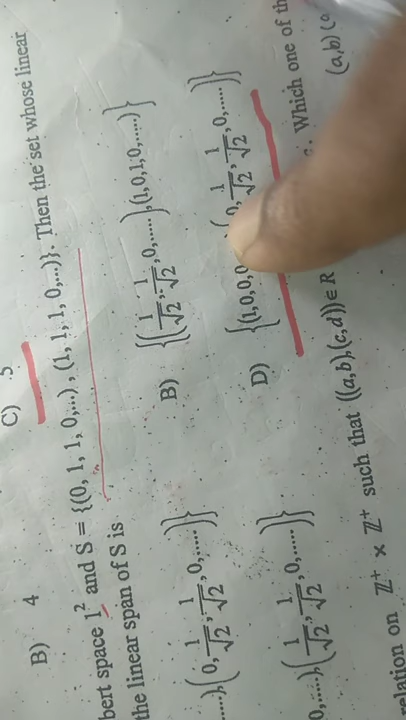 B) 4 C) 5
bert space l² and S = {(0, 1, 1, 0,...) , (1, 1, 1, 0,...)}. Then the set whose linear
the linear span of S is
.....),(0, 1/√2, 1/√2, 0,.....)} B) {(1/√2, 1/√2, 0,.....),(1,0,1,0,.....)}
0,.....),(1/√2, 1/√2, 0,.....)} D) {(1,0,0,0 0, 1/√2, 1/√2, 0,.....)}
Which one of th
elation on ℤ⁺ × ℤ⁺ such that ((a,b),(c,d)) ∈ R (a,b) (